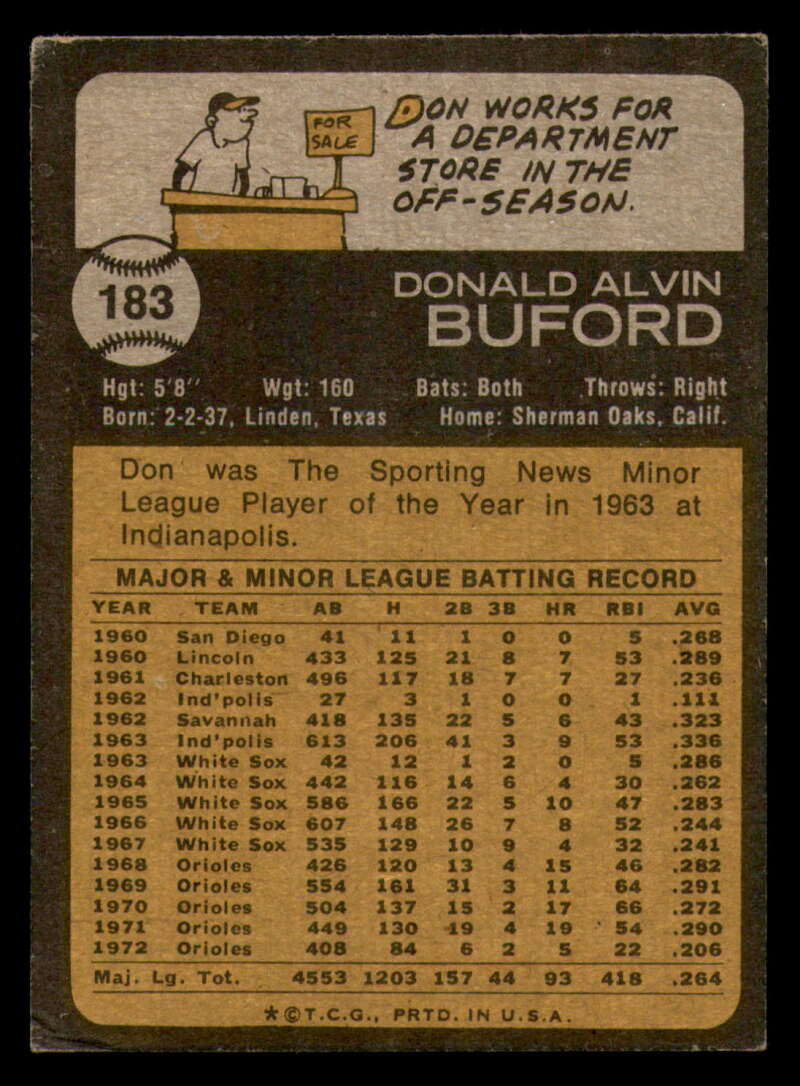 FOR
SALE
DON WORKS FOR
A DEPARTMENT
STORE IN THE
OFF-SEASON.
183
DONALD ALVIN
BUFORD
Hgt: 5'8" Wgt: 160 Bats: Both Throws: Right
Born: 2-2-37, Linden, Texas Home: Sherman Oaks, Calif.
Don was The Sporting News Minor
League Player of the Year in 1963 at
Indianapolis.
MAJOR & MINOR LEAGUE BATTING RECORD
YEAR TEAM AB H 2B 3B HR RBI AVG
1960 San Diego 41 11 1 0 0 5 .268
1960 Lincoln 433 125 21 8 7 53 .289
1961 Charleston 496 117 18 7 7 27 .236
1962 Ind'polis 27 3 1 0 0 1 .111
1962 Savannah 418 135 22 5 6 43 .323
1963 Ind'polis 613 206 41 3 9 53 .336
1963 White Sox 42 12 1 2 0 5 .286
1964 White Sox 442 116 14 6 4 30 .262
1965 White Sox 586 166 22 5 10 47 .283
1966 White Sox 607 148 26 7 8 52 .244
1967 White Sox 535 129 10 9 4 32 .241
1968 Orioles 426 120 13 4 15 46 .282
1969 Orioles 554 161 31 3 11 64 .291
1970 Orioles 504 137 15 2 17 66 .272
1971 Orioles 449 130 19 4 19 54 .290
1972 Orioles 408 84 6 2 5 22 .206
Maj. Lg. Tot. 4553 1203 157 44 93 418 .264
*©T.C.G., PRTD. IN U.S.A.